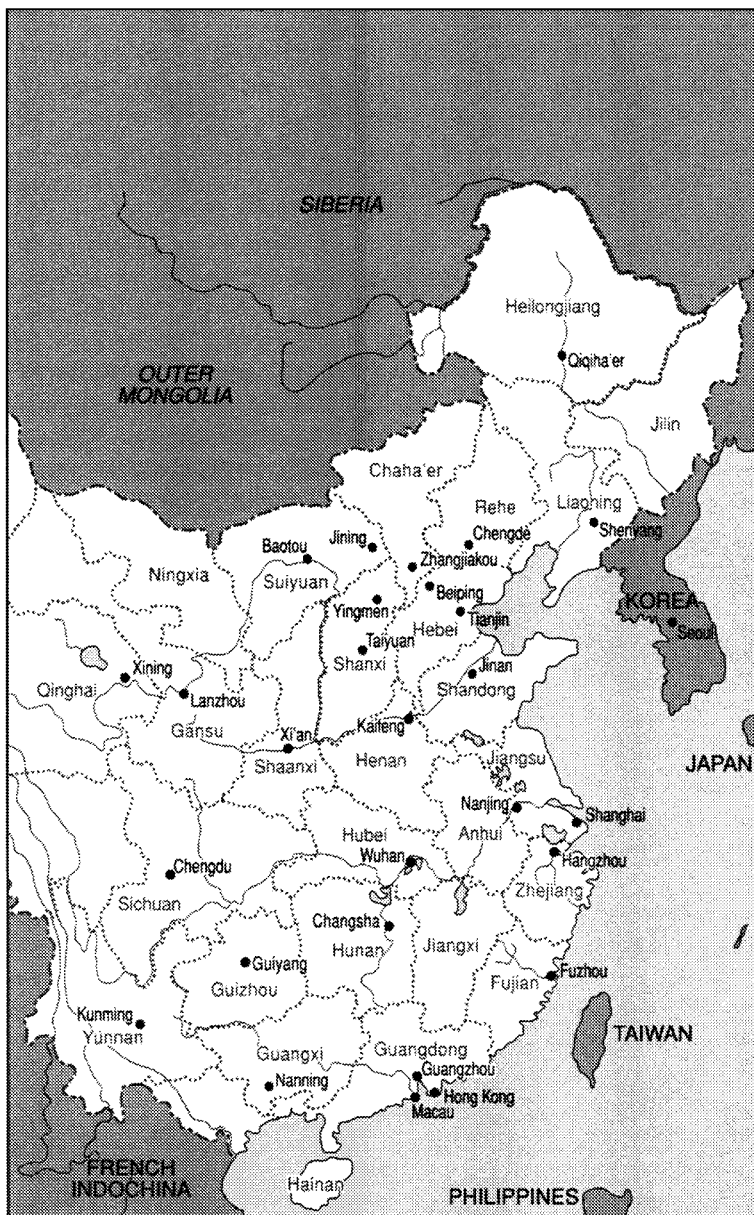 SIBERIA
Heilongjiang
Qiqiha'er
OUTER
MONGOLIA
Jilin
Chaha'er
Rehe
Liaoning
Shenyang
Chengde
Jining
Baotou
Zhangjiakou
Ningxia
Suiyuan
Beiping
Yingmen
KOREA
Tianjin
Hebei
Seoul
Taiyuan
Shanxi
Xining
Jinan
Qinghai
Shandong
Lanzhou
Kaifeng
Gansu
Xi'an
Henan
Shaanxi
Jiangsu
JAPAN
Nanjing
Shanghai
Hubei
Anhui
Wuhan
Hangzhou
Chengdu
Zhejiang
Sichuan
Changsha
Hunan
Jiangxi
Guiyang
Fujian
Fuzhou
Guizhou
Kunming
Yunnan
TAIWAN
Guangxi
Guangdong
Guangzhou
Nanning
Hong Kong
Macau
FRENCH
INDOCHINA
Hainan
PHILIPPINES